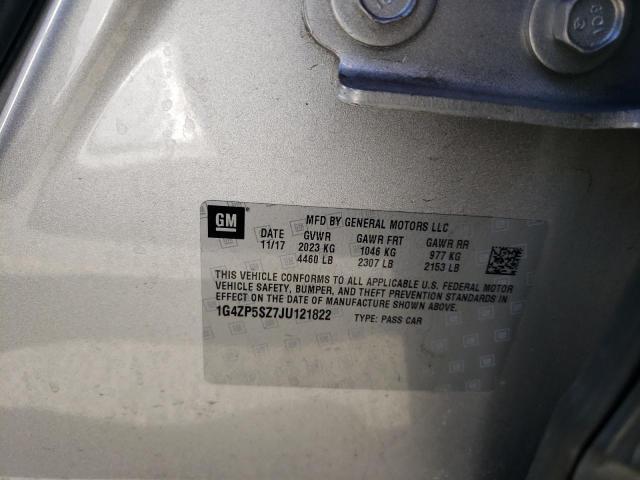 GM
MFD BY GENERAL MOTORS LLC
DATE GVWR GAWR FRT GAWR RR
11/17 2023 KG 1046 KG 977 KG
4460 LB 2307 LB 2153 LB
THIS VEHICLE CONFORMS TO ALL APPLICABLE U.S. FEDERAL MOTOR
VEHICLE SAFETY, BUMPER, AND THEFT PREVENTION STANDARDS IN
EFFECT ON THE DATE OF MANUFACTURE SHOWN ABOVE.
1G4ZP5SZ7JU121822 TYPE: PASS CAR